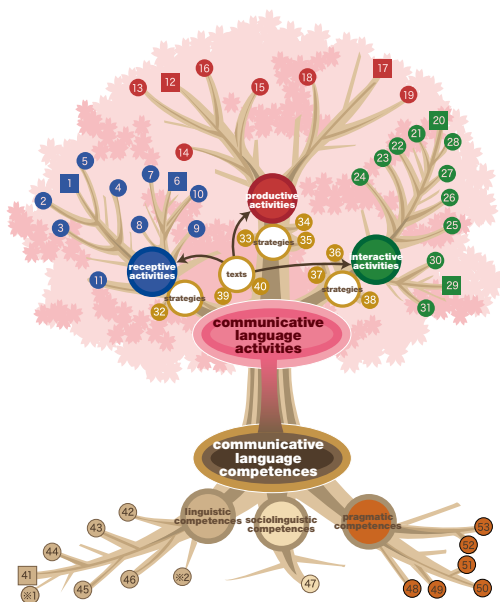 16
17
12
13
15
18
19
14
20
21
22
28
23
24
27
26
25
5
1
4
7
6
10
2
3
8
9
11
productive
activities
34
33
strategies
35
36
receptive
activities
interactive
activities
30
texts
37
29
39
40
strategies
38
31
strategies
32
communicative
language
activities
communicative
language
competences
linguistic
competences
sociolinguistic
competences
pragmatic
competences
42
43
44
41
※1
45
46
※2
47
53
52
51
50
48
49